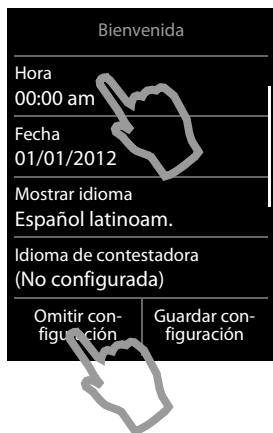 Bienvenida
Hora
00:00 am
Fecha
01/01/2012
Mostrar idioma
Español latinoam.
Idioma de contestadora
(No configurada)
Omitir con-
figuración
Guardar con-
figuración